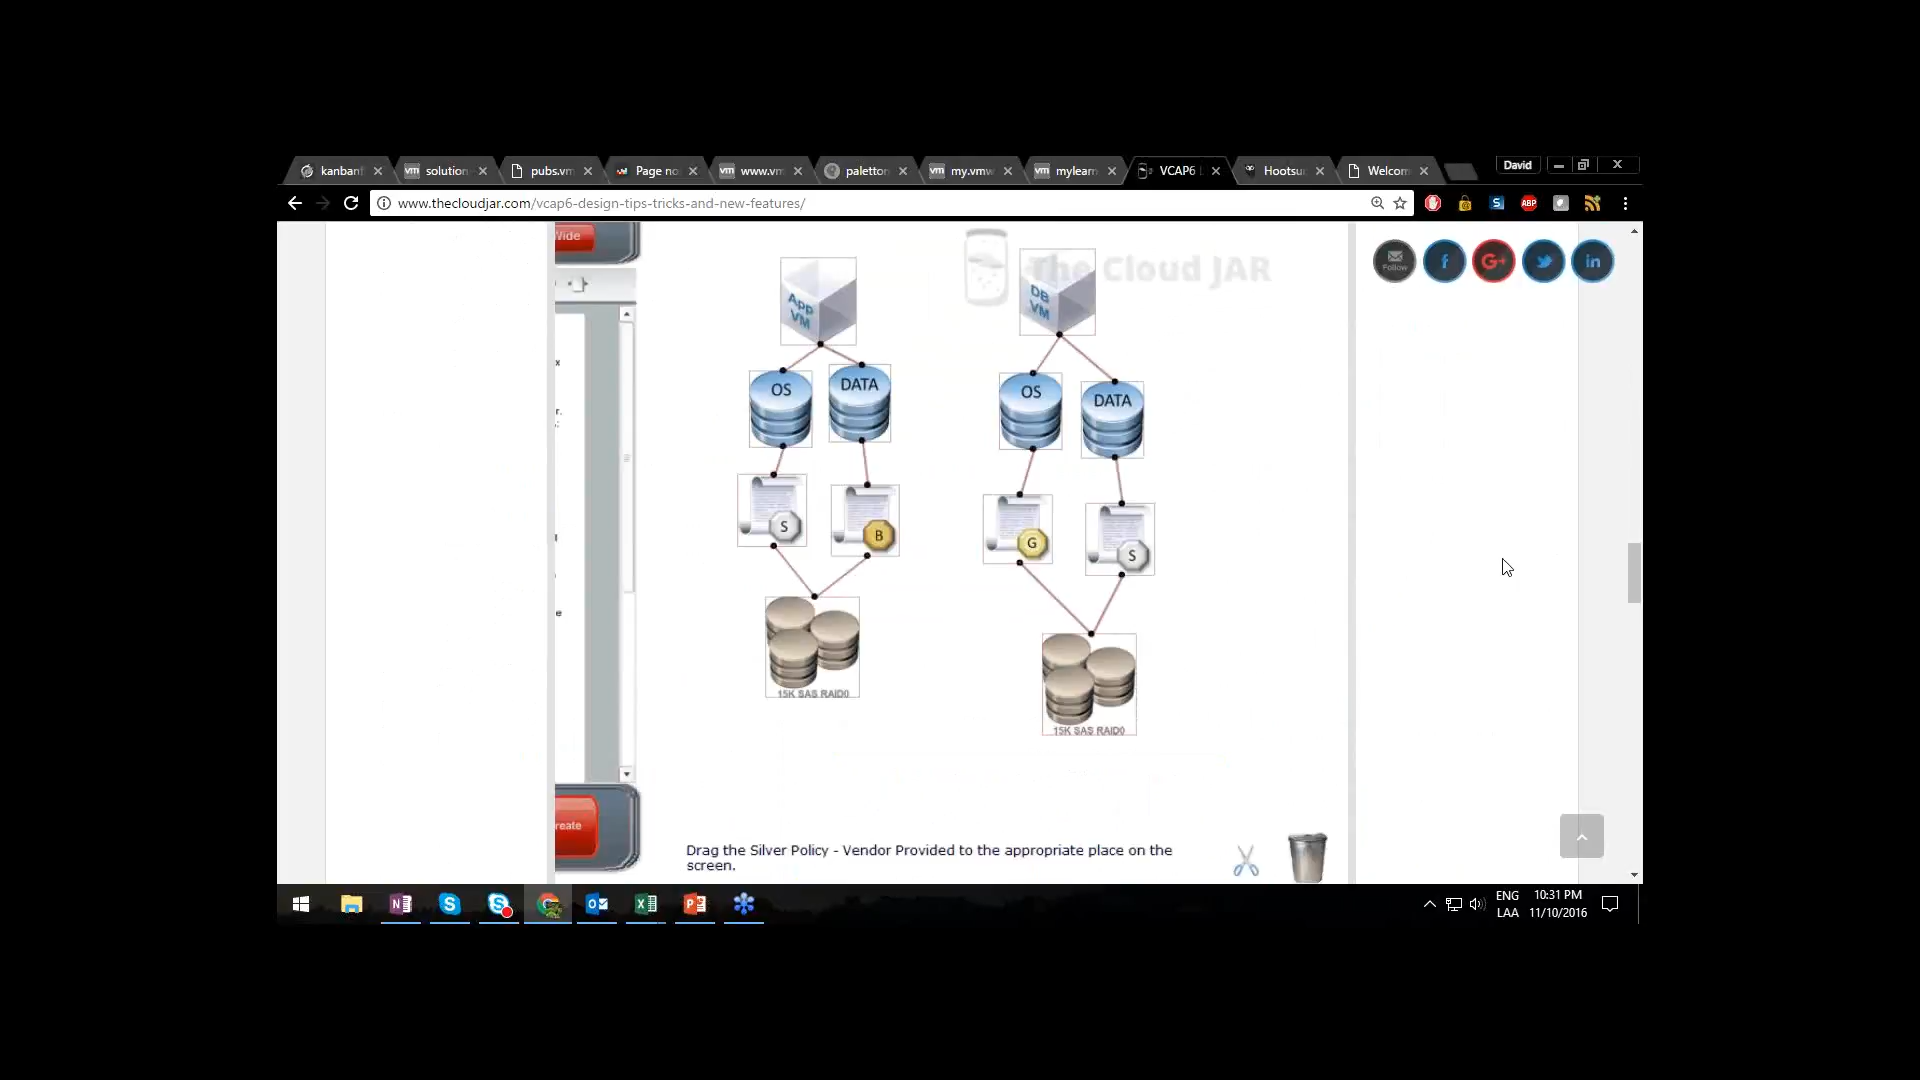 kanbanf
solution
pubs.vm
Page no
www.vm
paletton
my.vmw
mylearn
VCAP6
Hootsu
Welcom
David
www.thecloudjar.com/vcap6-design-tips-tricks-and-new-features/
ABP
Wide
The Cloud JAR
Follow
App
VM
DB
VM
OS
DATA
OS
DATA
S
B
G
S
15K SAS RAID0
15K SAS RAID0
reate
Drag the Silver Policy - Vendor Provided to the appropriate place on the
screen.
ENG
LAA
10:31 PM
11/10/2016